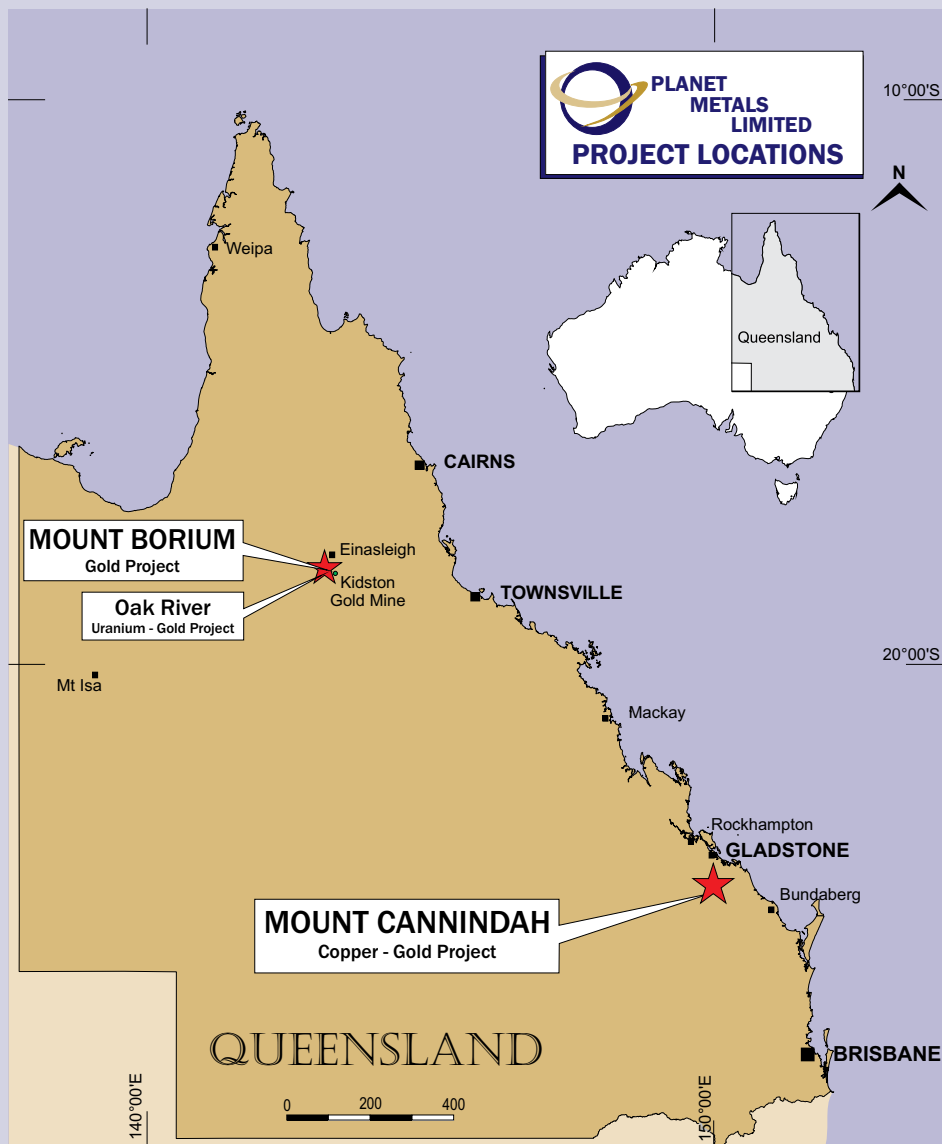 PLANET
METALS
LIMITED
PROJECT LOCATIONS
10°00'S
N
Weipa
Queensland
CAIRNS
MOUNT BORIUM
Gold Project
Einasleigh
Kidston
Gold Mine
Oak River
Uranium - Gold Project
TOWNSVILLE
20°00'S
Mt Isa
Mackay
Rockhampton
GLADSTONE
Bundaberg
MOUNT CANNINDAH
Copper - Gold Project
QUEENSLAND
BRISBANE
0 200 400
140°00'E
150°00'E